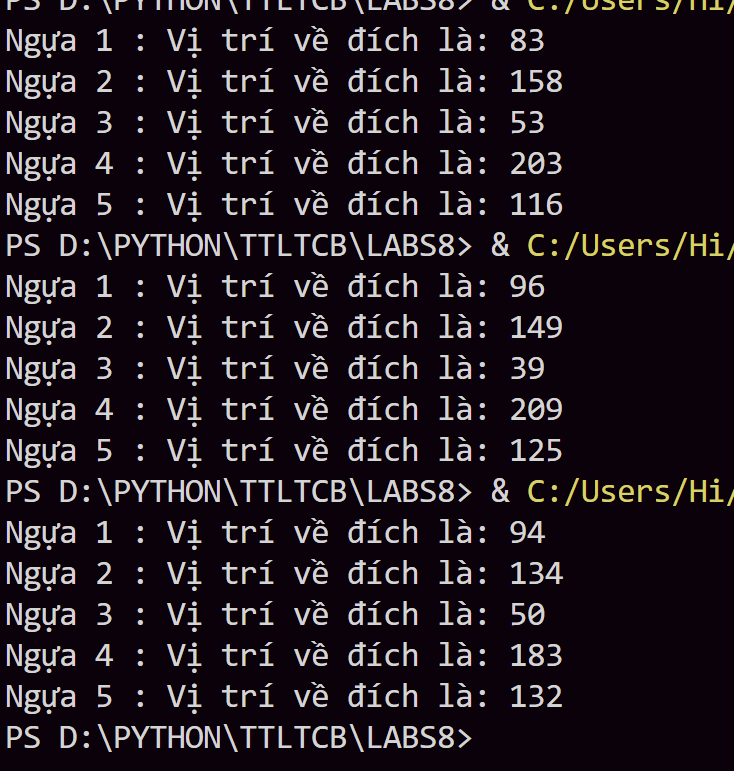 PS D:\PYTHON\TTLTCB\LABS8> & C:/Users/Hi/
Ngựa 1 : Vị trí về đích là: 83
Ngựa 2 : Vị trí về đích là: 158
Ngựa 3 : Vị trí về đích là: 53
Ngựa 4 : Vị trí về đích là: 203
Ngựa 5 : Vị trí về đích là: 116
PS D:\PYTHON\TTLTCB\LABS8> & C:/Users/Hi/
Ngựa 1 : Vị trí về đích là: 96
Ngựa 2 : Vị trí về đích là: 149
Ngựa 3 : Vị trí về đích là: 39
Ngựa 4 : Vị trí về đích là: 209
Ngựa 5 : Vị trí về đích là: 125
PS D:\PYTHON\TTLTCB\LABS8> & C:/Users/Hi/
Ngựa 1 : Vị trí về đích là: 94
Ngựa 2 : Vị trí về đích là: 134
Ngựa 3 : Vị trí về đích là: 50
Ngựa 4 : Vị trí về đích là: 183
Ngựa 5 : Vị trí về đích là: 132
PS D:\PYTHON\TTLTCB\LABS8>